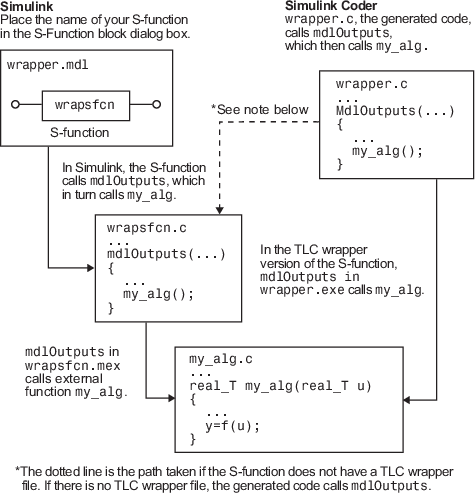 Simulink
Place the name of your S-function
in the S-Function block dialog box.
Simulink Coder
wrapper.c, the generated code,
calls mdlOutputs,
which then calls my_alg.
wrapper.mdl
wrapsfcn
S-function
*See note below
wrapper.c
...
MdlOutputs(...)
{
...
my_alg();
}
In Simulink, the S-function
calls mdlOutputs, which
in turn calls my_alg.
wrapsfcn.c
...
mdlOutputs(...)
{
...
my_alg();
}
In the TLC wrapper
version of the S-function,
mdlOutputs in
wrapper.exe calls my_alg.
mdlOutputs in
wrapsfcn.mex
calls external
function my_alg.
my_alg.c
...
real_T my_alg(real_T u)
{
...
y=f(u);
}
*The dotted line is the path taken if the S-function does not have a TLC wrapper
file. If there is no TLC wrapper file, the generated code calls mdlOutputs.